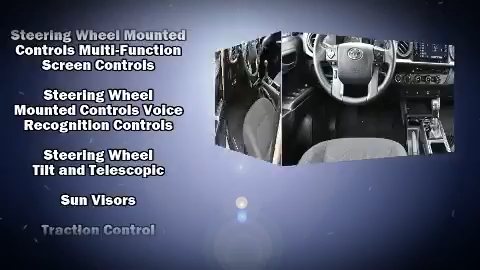 Steering Wheel Mounted
Controls Multi-Function
Screen Controls
Steering Wheel
Mounted Controls Voice
Recognition Controls
Steering Wheel
Tilt and Telescopic
Sun Visors
Traction Control